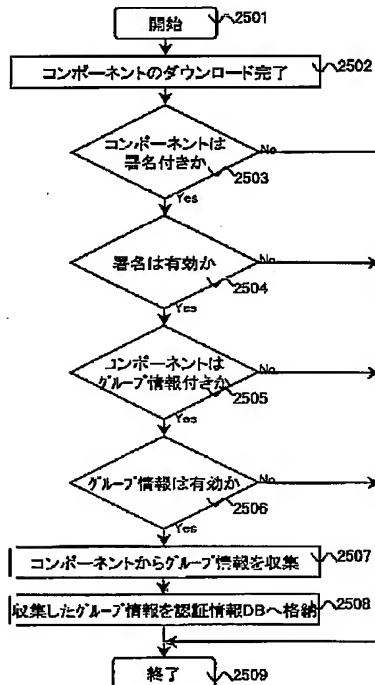 開始 2501
コンポーネントのダウンロード完了 2502
コンポーネントは
署名付きか
No
2503
Yes
署名は有効か
No
2504
Yes
コンポーネントは
グループ情報付きか
No
2505
Yes
グループ情報は有効か
No
2506
Yes
コンポーネントからグループ情報を収集 2507
収集したグループ情報を認証情報DBへ格納 2508
終了 2509